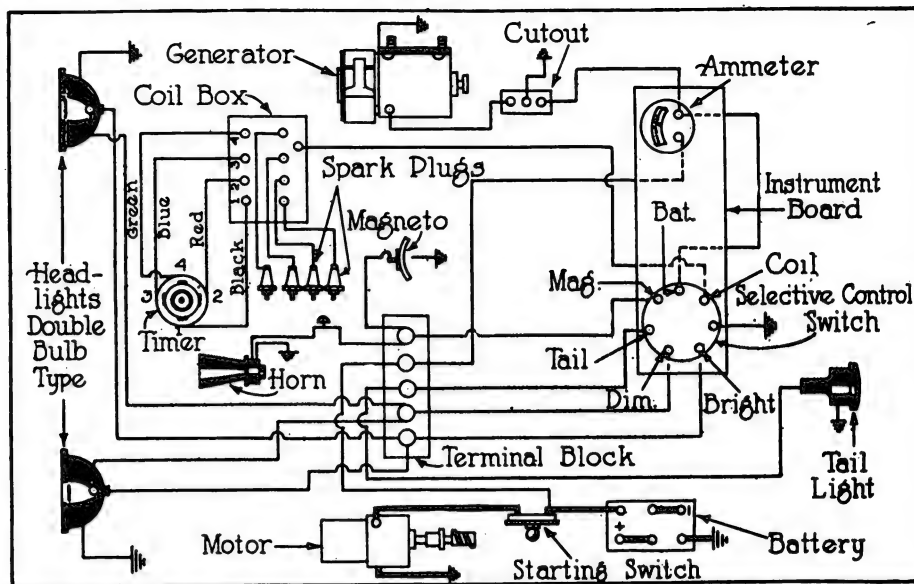 Generator
Cutout
Ammeter
Coil Box
4
3
2
1
Spark Plugs
Instrument
Board
Green
Blue
Red
Black
Magneto
Bat.
Mag.
Coil
Selective Control
Switch
Head-
lights
Double
Bulb
Type
4
3
2
Timer
Horn
Tail
Dim.
Bright
Terminal Block
Tail
Light
Motor
Starting Switch
+
-
Battery